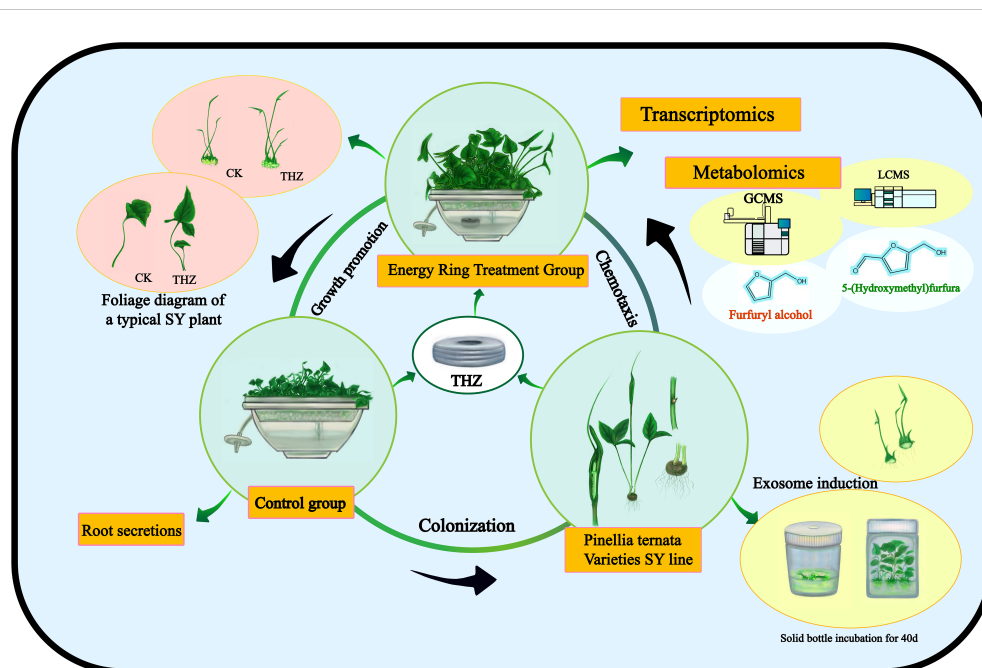 Transcriptomics
Metabolomics
GCMS
LCMS
OH
O
Furfuryl alcohol
O
O
OH
5-(Hydroxymethyl)furfura
CK
THZ
CK
THZ
Foliage diagram of
a typical SY plant
Growth promotion
Energy Ring Treatment Group
Chemotaxis
THZ
Control group
Root secretions
Colonization
Pinellia ternata
Varieties SY line
Exosome induction
Solid bottle incubation for 40d